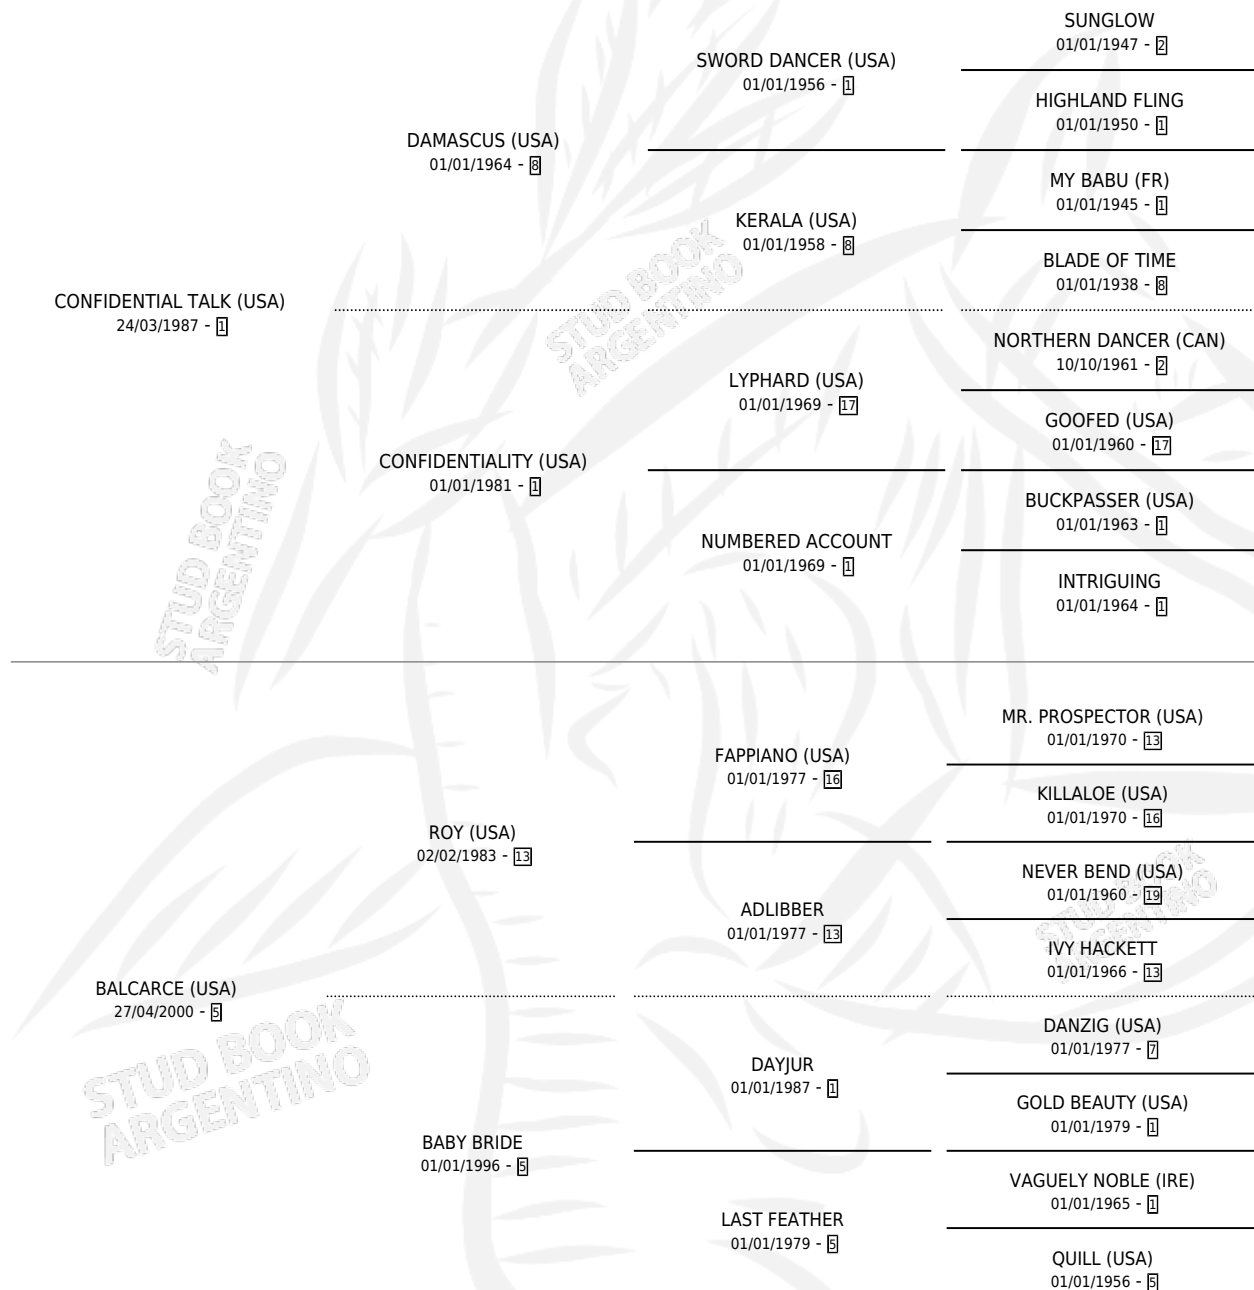 SUNGLOW
01/01/1947 - 2
SWORD DANCER (USA)
01/01/1956 - 1
HIGHLAND FLING
01/01/1950 - 1
DAMASCUS (USA)
01/01/1964 - 8
MY BABU (FR)
01/01/1945 - 1
KERALA (USA)
01/01/1958 - 8
BLADE OF TIME
01/01/1938 - 8
CONFIDENTIAL TALK (USA)
24/03/1987 - 1
NORTHERN DANCER (CAN)
10/10/1961 - 2
LYPHARD (USA)
01/01/1969 - 17
GOOFED (USA)
01/01/1960 - 17
CONFIDENTIALITY (USA)
01/01/1981 - 1
BUCKPASSER (USA)
01/01/1963 - 1
NUMBERED ACCOUNT
01/01/1969 - 1
INTRIGUING
01/01/1964 - 1
MR. PROSPECTOR (USA)
01/01/1970 - 13
FAPPIANO (USA)
01/01/1977 - 16
KILLALOE (USA)
01/01/1970 - 16
ROY (USA)
02/02/1983 - 13
NEVER BEND (USA)
01/01/1960 - 19
ADLIBBER
01/01/1977 - 13
IVY HACKETT
01/01/1966 - 13
BALCARCE (USA)
27/04/2000 - 5
DANZIG (USA)
01/01/1977 - 7
DAYJUR
01/01/1987 - 1
GOLD BEAUTY (USA)
01/01/1979 - 1
BABY BRIDE
01/01/1996 - 5
VAGUELY NOBLE (IRE)
01/01/1965 - 1
LAST FEATHER
01/01/1979 - 5
QUILL (USA)
01/01/1956 - 5
STUD BOOK
ARGENTINO
STUD BOOK
ARGENTINO
STUD BOOK
ARGENTINO
STUD BOOK
ARGENTINO